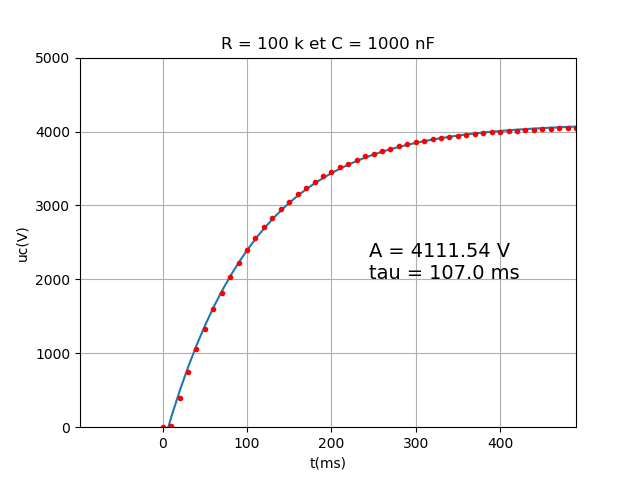 R = 100 k et C = 1000 nF
5000
4000
3000
2000
1000
0
uc(V)
A = 4111.54 V
tau = 107.0 ms
0 100 200 300 400
t(ms)